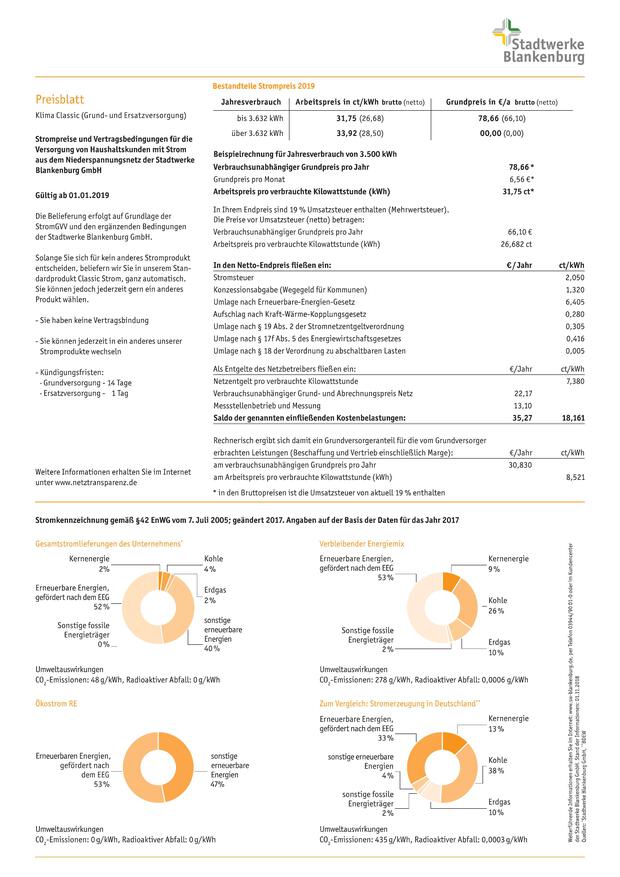 Stadtwerke
Blankenburg
Preisblatt
Klima Classic (Grund- und Ersatzversorgung)
Strompreise und Vertragsbedingungen für die
Versorgung von Haushaltskunden mit Strom
aus dem Niederspannungsnetz der Stadtwerke
Blankenburg GmbH
Gültig ab 01.01.2019
Die Belieferung erfolgt auf Grundlage der
StromGVV und den ergänzenden Bedingungen
der Stadtwerke Blankenburg GmbH.
Solange Sie sich für kein anderes Stromprodukt
entscheiden, beliefern wir Sie in unserem Stan-
dardprodukt Classic Strom, ganz automatisch.
Sie können jedoch jederzeit gern ein anderes
Produkt wählen.
- Sie haben keine Vertragsbindung
- Sie können jederzeit in ein anderes unserer
Stromprodukte wechseln
- Kündigungsfristen:
- Grundversorgung - 14 Tage
- Ersatzversorgung - 1 Tag
Weitere Informationen erhalten Sie im Internet
unter www.netztransparenz.de
Bestandteile Strompreis 2019
Jahresverbrauch Arbeitspreis in ct/kWh brutto (netto) Grundpreis in €/a brutto (netto)
bis 3.632 kWh 31,75 (26,68) 78,66 (66,10)
über 3.632 kWh 33,92 (28,50) 00,00 (0,00)
Beispielrechnung für Jahresverbrauch von 3.500 kWh
Verbrauchsunabhängiger Grundpreis pro Jahr 78,66 *
Grundpreis pro Monat 6,56 €*
Arbeitspreis pro verbrauchte Kilowattstunde (kWh) 31,75 ct*
In Ihrem Endpreis sind 19 % Umsatzsteuer enthalten (Mehrwertsteuer).
Die Preise vor Umsatzsteuer (netto) betragen:
Verbrauchsunabhängiger Grundpreis pro Jahr 66,10 €
Arbeitspreis pro verbrauchte Kilowattstunde (kWh) 26,682 ct
In den Netto-Endpreis fließen ein: €/Jahr ct/kWh
Stromsteuer 2,050
Konzessionsabgabe (Wegegeld für Kommunen) 1,320
Umlage nach Erneuerbare-Energien-Gesetz 6,405
Aufschlag nach Kraft-Wärme-Kopplungsgesetz 0,280
Umlage nach § 19 Abs. 2 der Stromnetzentgeltverordnung 0,305
Umlage nach § 17f Abs. 5 des Energiewirtschaftsgesetzes 0,416
Umlage nach § 18 der Verordnung zu abschaltbaren Lasten 0,005
Als Entgelte des Netzbetreibers fließen ein: €/Jahr ct/kWh
Netzentgelt pro verbrauchte Kilowattstunde 7,380
Verbrauchsunabhängiger Grund- und Abrechnungspreis Netz 22,17
Messstellenbetrieb und Messung 13,10
Saldo der genannten einfließenden Kostenbelastungen: 35,27 18,161
Rechnerisch ergibt sich damit ein Grundversorgeranteil für die vom Grundversorger
erbrachten Leistungen (Beschaffung und Vertrieb einschließlich Marge): €/Jahr ct/kWh
am verbrauchsunabhängigen Grundpreis pro Jahr 30,830
am Arbeitspreis pro verbrauchte Kilowattstunde (kWh) 8,521
* in den Bruttopreisen ist die Umsatzsteuer von aktuell 19 % enthalten
Stromkennzeichnung gemäß §42 EnWG vom 7. Juli 2005; geändert 2017. Angaben auf der Basis der Daten für das Jahr 2017
Gesamtstromlieferungen des Unternehmens*
Kernenergie
2%
Kohle
4%
Erdgas
2%
Erneuerbare Energien,
gefördert nach dem EEG
52%
Sonstige fossile
Energieträger
0%
sonstige
erneuerbare
Energien
40%
Umweltauswirkungen
CO2-Emissionen: 48 g/kWh, Radioaktiver Abfall: 0 g/kWh
Verbleibender Energiemix
Erneuerbare Energien,
gefördert nach dem EEG
53%
Kernenergie
9%
Kohle
26%
Sonstige fossile
Energieträger
2%
Erdgas
10%
Umweltauswirkungen
CO2-Emissionen: 278 g/kWh, Radioaktiver Abfall: 0,0006 g/kWh
Ökostrom RE
Erneuerbaren Energien,
gefördert nach
dem EEG
53%
sonstige
erneuerbare
Energien
47%
Umweltauswirkungen
CO2-Emissionen: 0 g/kWh, Radioaktiver Abfall: 0 g/kWh
Zum Vergleich: Stromerzeugung in Deutschland**
Erneuerbare Energien,
gefördert nach dem EEG
33%
Kernenergie
13%
sonstige erneuerbare
Energien
4%
Kohle
38%
sonstige fossile
Energieträger
2%
Erdgas
10%
Umweltauswirkungen
CO2-Emissionen: 435 g/kWh, Radioaktiver Abfall: 0,0003 g/kWh
Weiterführende Informationen erhalten Sie im Internet: www.sw-blankenburg.de, per Telefon 03944/90 01-0 oder im Kundencenter
der Stadtwerke Blankenburg GmbH, Stand der Informationen: 01.11.2018
Quellen: *Stadtwerke Blankenburg GmbH, **BDEW